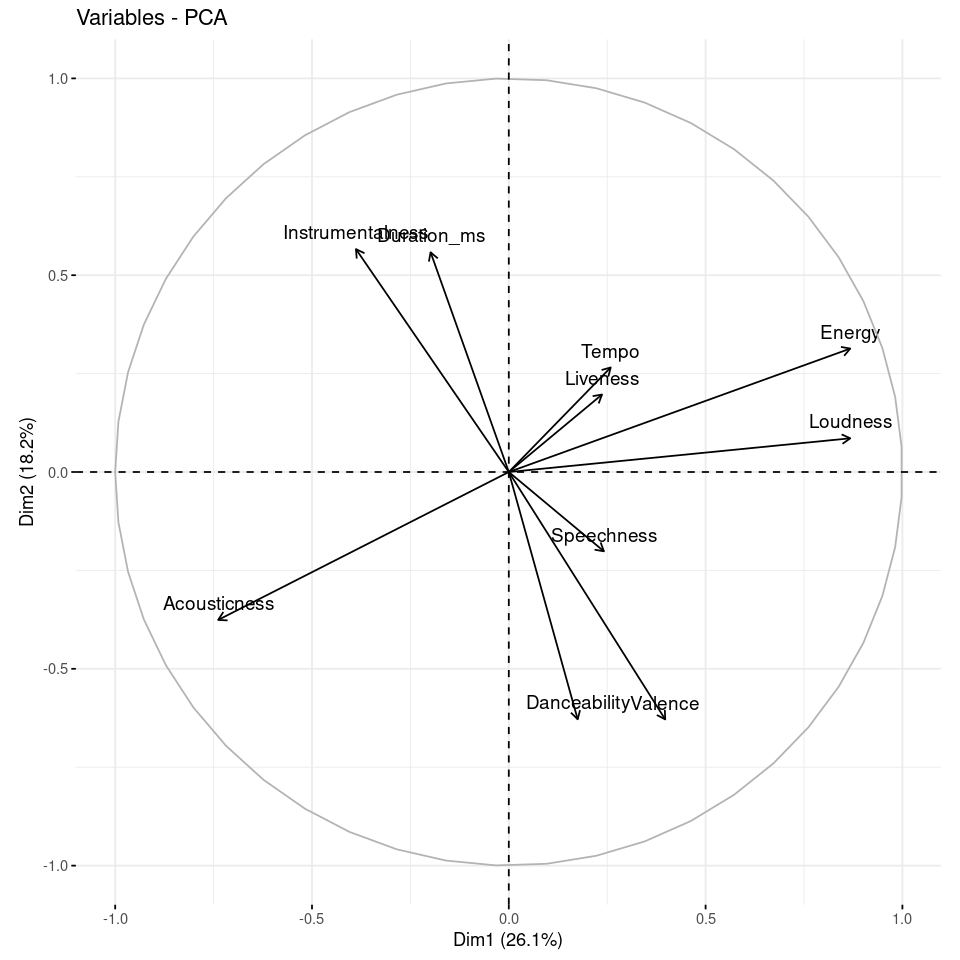 Variables - PCA
1.0
Instrumentalness
Duration_ms
0.5
Energy
Tempo
Liveness
Loudness
0.0
Dim2 (18.2%)
Speechness
Acousticness
-0.5
Danceability
Valence
-1.0
-1.0 -0.5 0.0 0.5 1.0
Dim1 (26.1%)